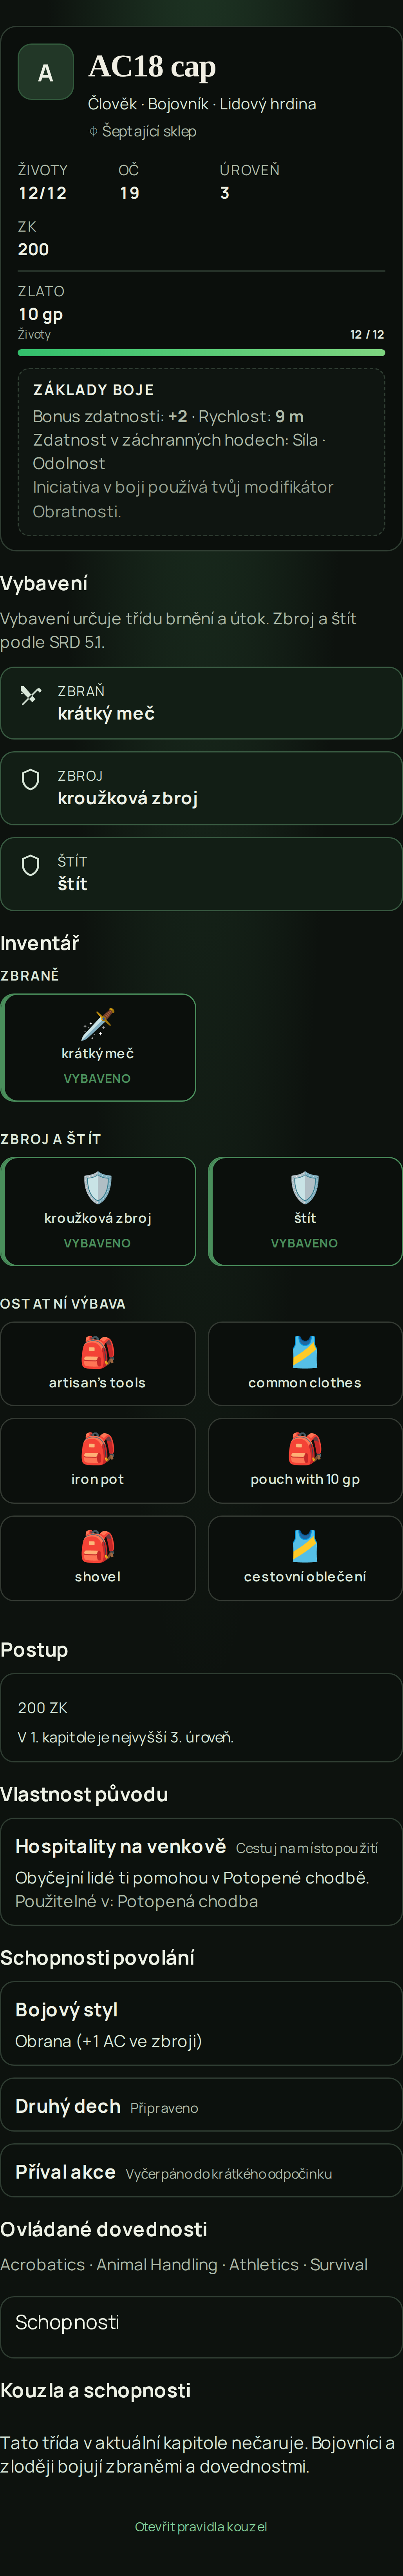 A
AC18 cap
Člověk · Bojovník · Lidový hrdina
Šeptající sklep
ŽIVOTY
OČ
ÚROVEŇ
12/12
19
3
ZK
200
ZLATO
10 gp
Životy
12 / 12
ZÁKLADY BOJE
Bonus zdatnosti: +2 · Rychlost: 9 m
Zdatnost v záchranných hodech: Síla ·
Odolnost
Iniciativa v boji používá tvůj modifikátor
Obratnosti.
Vybavení
Vybavení určuje třídu brnění a útok. Zbroj a štít
podle SRD 5.1.
ZBRAŇ
krátký meč
ZBROJ
kroužková zbroj
ŠTÍT
štít
Inventář
ZBRANĚ
krátký meč
VYBAVENO
ZBROJ A ŠTÍT
kroužková zbroj
štít
VYBAVENO
VYBAVENO
OSTATNÍ VÝBAVA
artisan's tools
common clothes
iron pot
pouch with 10 gp
shovel
cestovní oblečení
Postup
200 ZK
V 1. kapitole je nejvyšší 3. úroveň.
Vlastnost původu
Hospitality na venkově Cestuj na místo použití
Obyčejní lidé ti pomohou v Potopené chodbě.
Použitelné v: Potopená chodba
Schopnosti povolání
Bojový styl
Obrana (+1 AC ve zbroji)
Druhý dech Připraveno
Příval akce Vyčerpáno do krátkého odpočinku
Ovládané dovednosti
Acrobatics · Animal Handling · Athletics · Survival
Schopnosti
Kouzla a schopnosti
Tato třída v aktuální kapitole nečaruje. Bojovníci a
zloději bojují zbraněmi a dovednostmi.
Otevřít pravidla kouzel